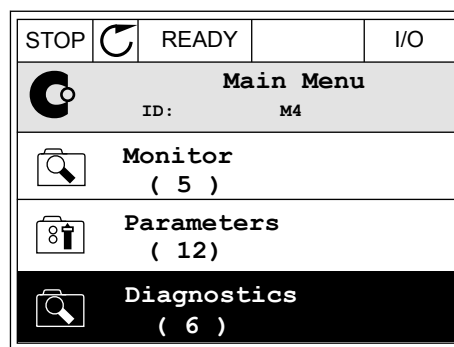 STOP READY I/O
Main Menu
ID: M4
Monitor
( 5 )
Parameters
( 12)
Diagnostics
( 6 )